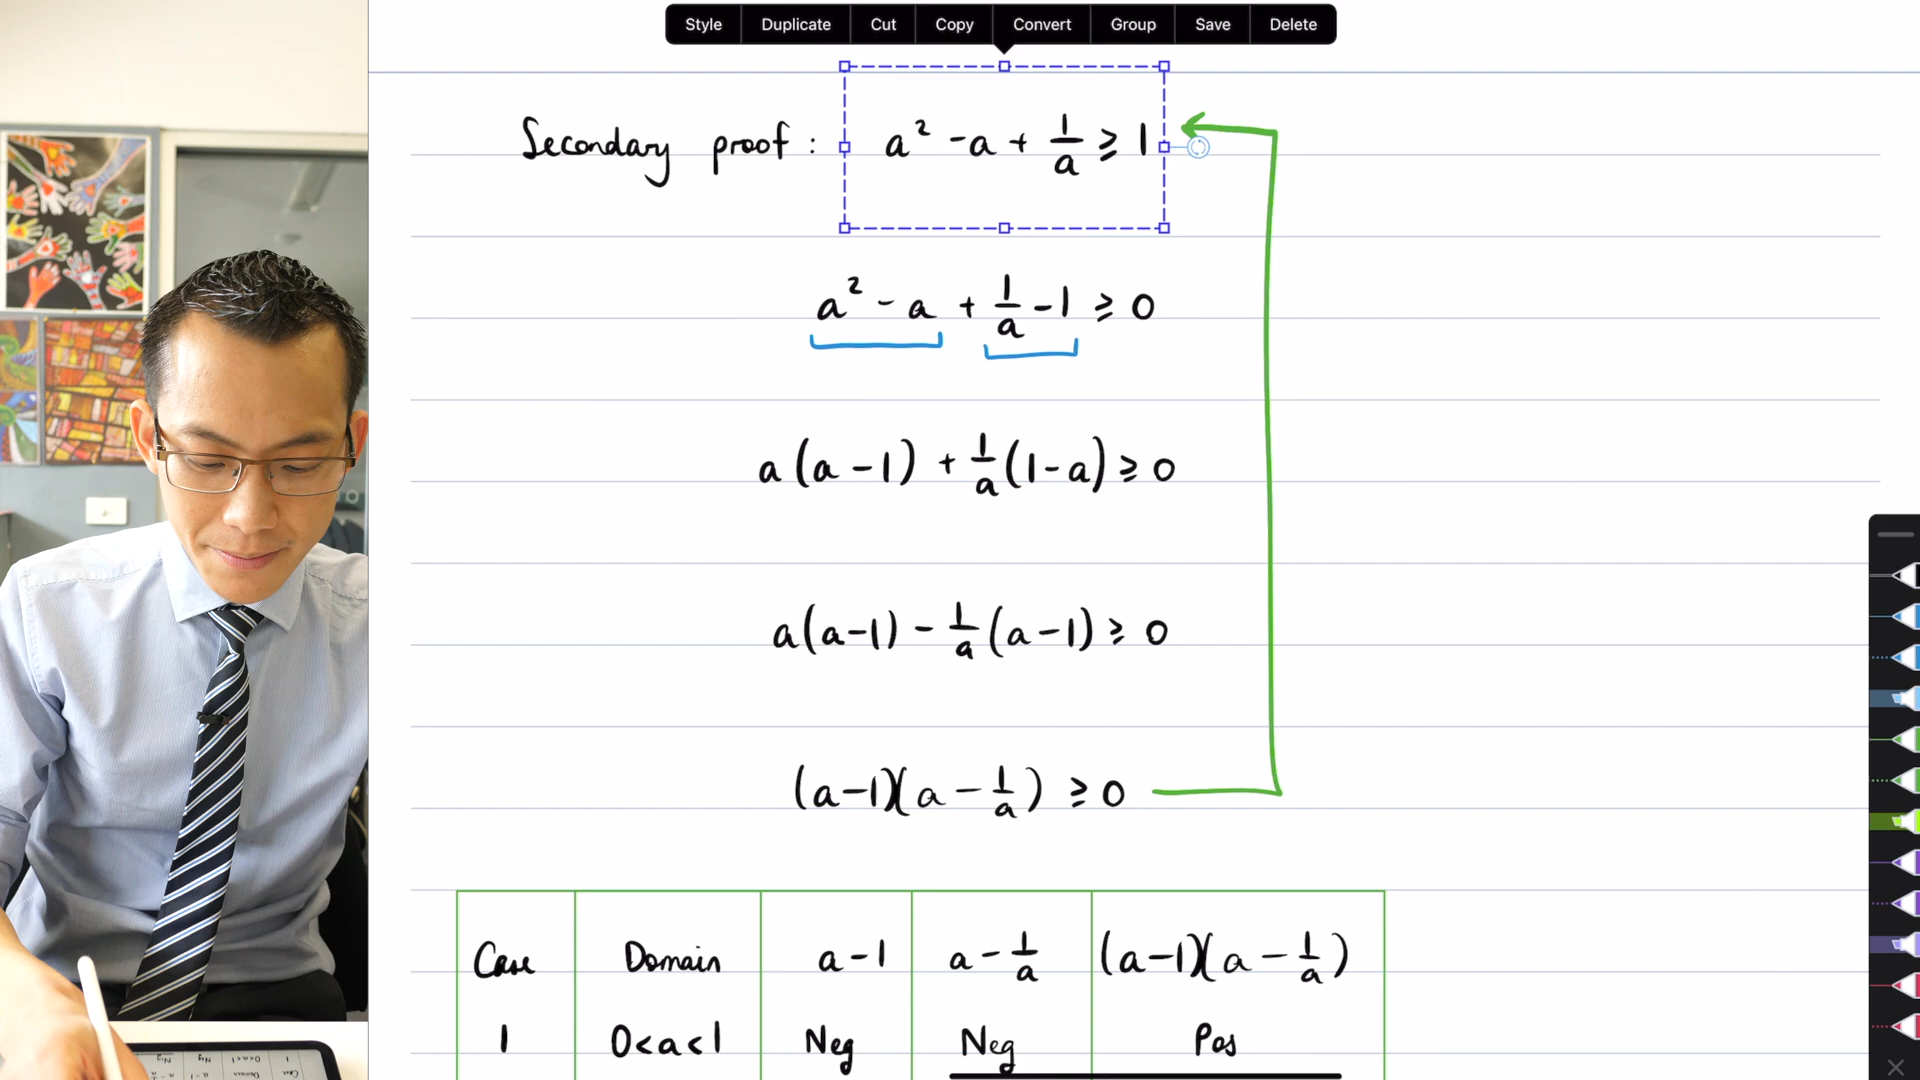 Style Duplicate Cut Copy Convert Group Save Delete
Secondary proof : a² - a + 1/a ≥ 1
a² - a + 1/a - 1 ≥ 0
a(a-1) + 1/a(1-a) ≥ 0
a(a-1) - 1/a(a-1) ≥ 0
(a-1)(a - 1/a) ≥ 0
Case Domain a-1 a - 1/a (a-1)(a - 1/a)
1 0<a<1 Neg Neg Pos